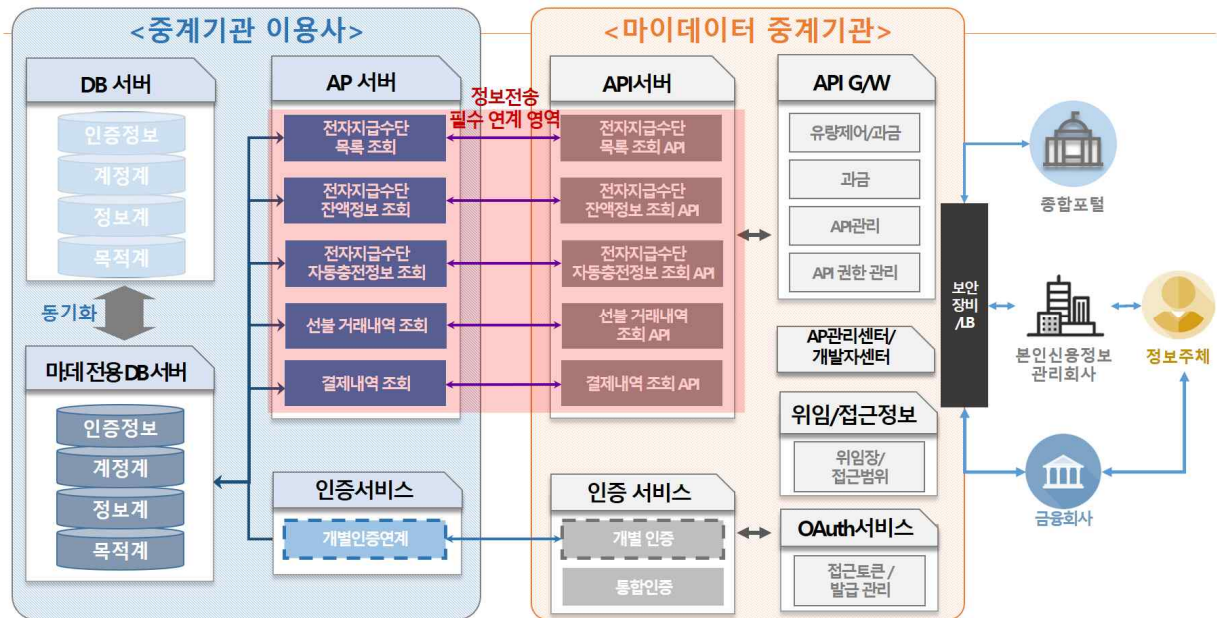 <중계기관 이용사>
DB 서버
인증정보
계정계
정보계
목적계
동기화
마.데 전용 DB 서버
인증정보
계정계
정보계
목적계
AP 서버
전자지급수단
목록 조회
전자지급수단
잔액정보 조회
전자지급수단
자동충전정보 조회
선불 거래내역 조회
결제내역 조회
인증서비스
개별인증연계
정보전송
필수 연계 영역
<마이데이터 중계기관>
API서버
전자지급수단
목록 조회 API
전자지급수단
잔액정보 조회 API
전자지급수단
자동충전정보 조회 API
선불 거래내역
조회 API
결제내역 조회 API
인증 서비스
개별 인증
통합인증
API G/W
유량제어/과금
과금
API관리
API 권한 관리
AP관리센터/
개발자센터
위임/접근정보
위임장/
접근범위
OAuth서비스
접근토큰 /
발급 관리
보안
장비
/LB
종합포털
본인신용정보
관리회사
정보주체
금융회사